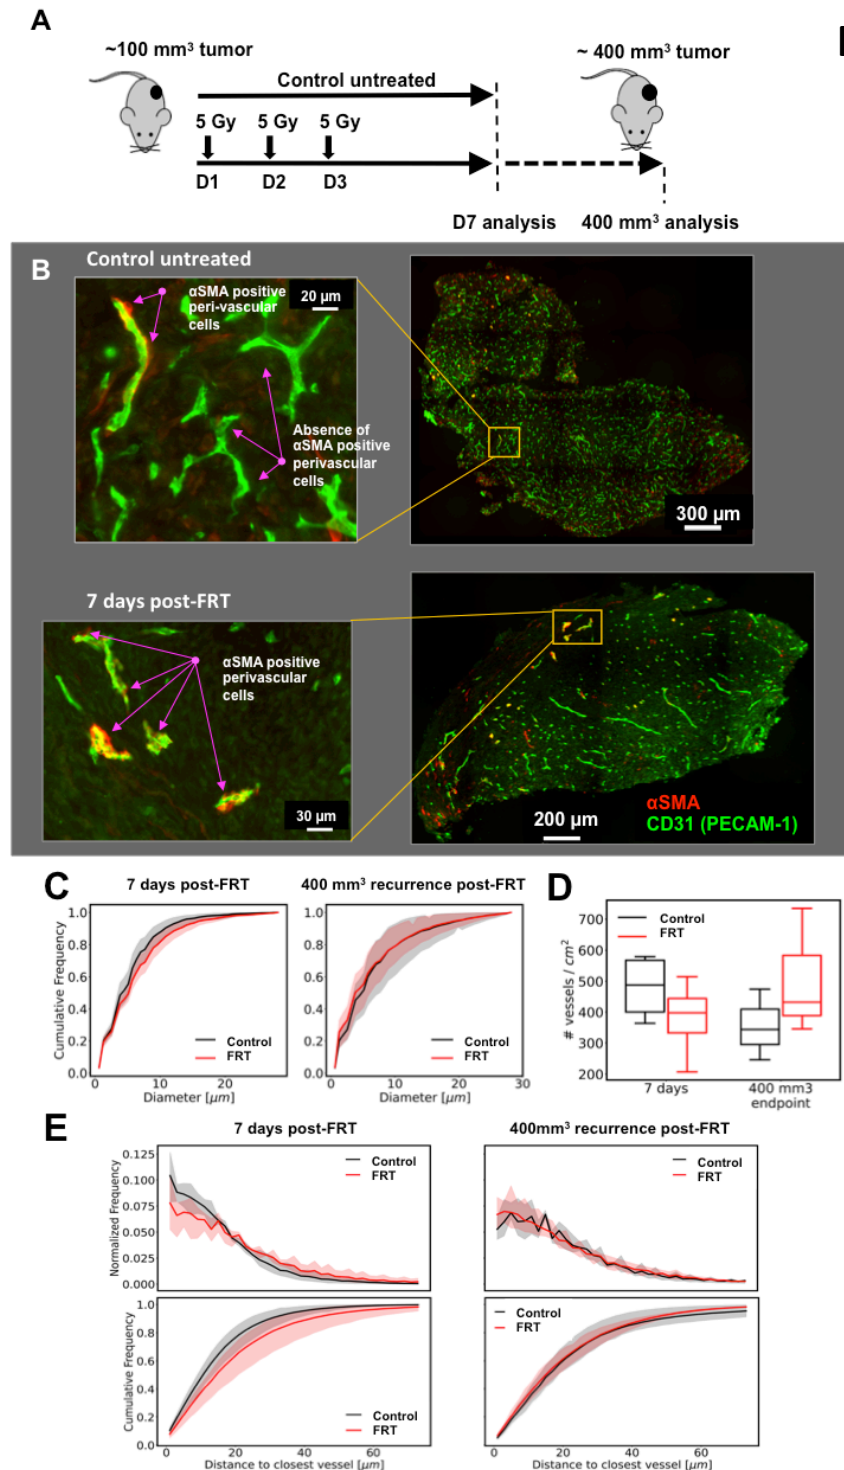 A
~100 mm³ tumor
~ 400 mm³ tumor
Control untreated
5 Gy 5 Gy 5 Gy
D1 D2 D3
D7 analysis 400 mm³ analysis
B
Control untreated
αSMA positive
peri-vascular
cells
20 µm
Absence of
αSMA positive
perivascular
cells
300 µm
7 days post-FRT
αSMA positive
perivascular
cells
30 µm
200 µm
αSMA
CD31 (PECAM-1)
C
7 days post-FRT
Cumulative Frequency
1.0
0.8
0.6
0.4
0.2
0.0
Control
FRT
0 10 20
Diameter [µm]
400 mm³ recurrence post-FRT
1.0
0.8
0.6
0.4
0.2
0.0
Control
FRT
0 10 20 30
Diameter [µm]
D
# vessels / cm²
700
600
500
400
300
200
Control
FRT
7 days
400 mm3
endpoint
E
7 days post-FRT
Normalized Frequency
0.125
0.100
0.075
0.050
0.025
0.000
Control
FRT
400mm³ recurrence post-FRT
Control
FRT
Cumulative Frequency
1.0
0.8
0.6
0.4
0.2
0.0
Control
FRT
0 20 40 60
Distance to closest vessel [µm]
Control
FRT
0 20 40 60
Distance to closest vessel [µm]